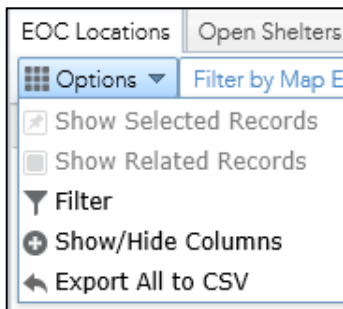 EOC Locations Open Shelters
Options Filter by Map E
Show Selected Records
Show Related Records
Filter
Show/Hide Columns
Export All to CSV